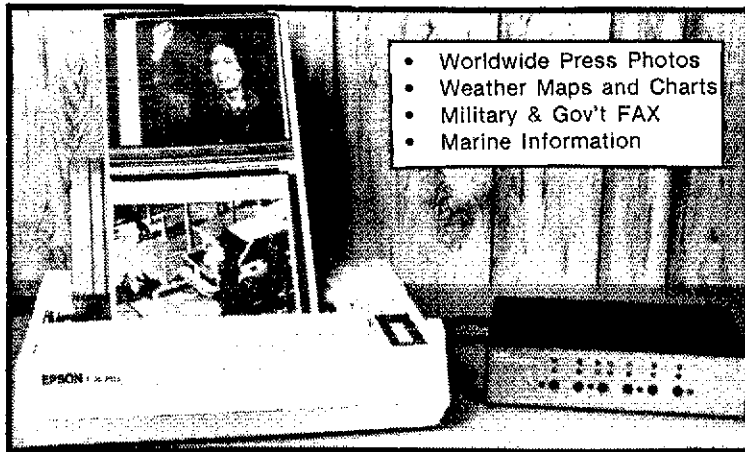 • Worldwide Press Photos
• Weather Maps and Charts
• Military & Gov't FAX
• Marine Information
EPSON